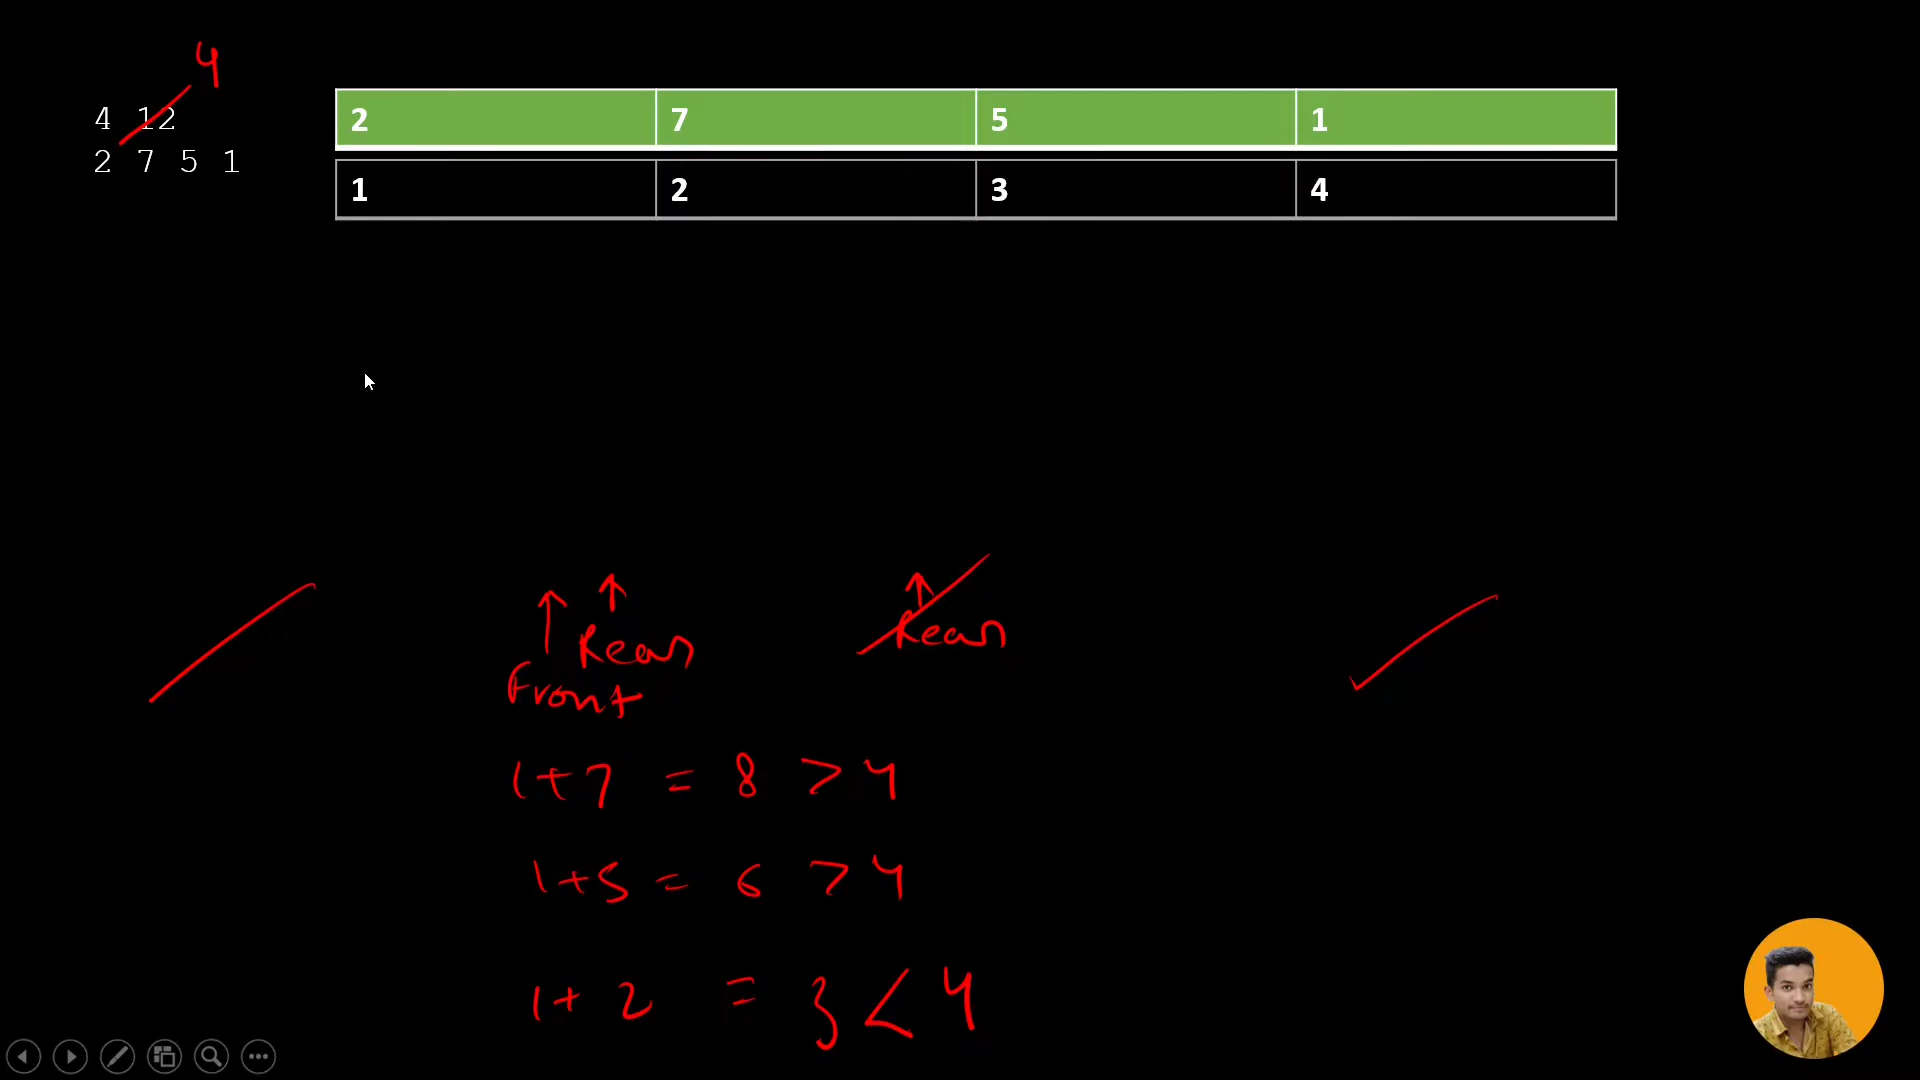 4
4 12
2 7 5 1
2 7 5 1
1 2 3 4
Rear Rear
Front
1+7 = 8 > 4
1+5 = 6 > 4
1+2 = 3 < 4